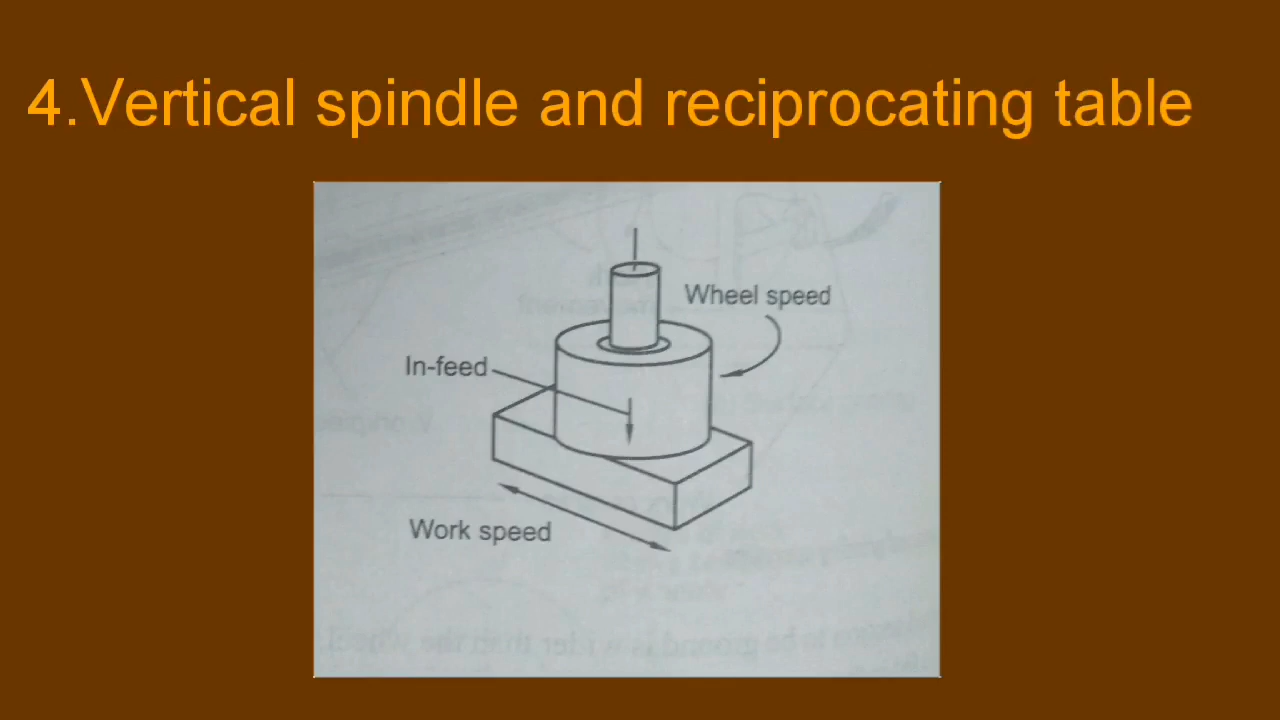 4.Vertical spindle and reciprocating table
Wheel speed
In-feed
Work speed